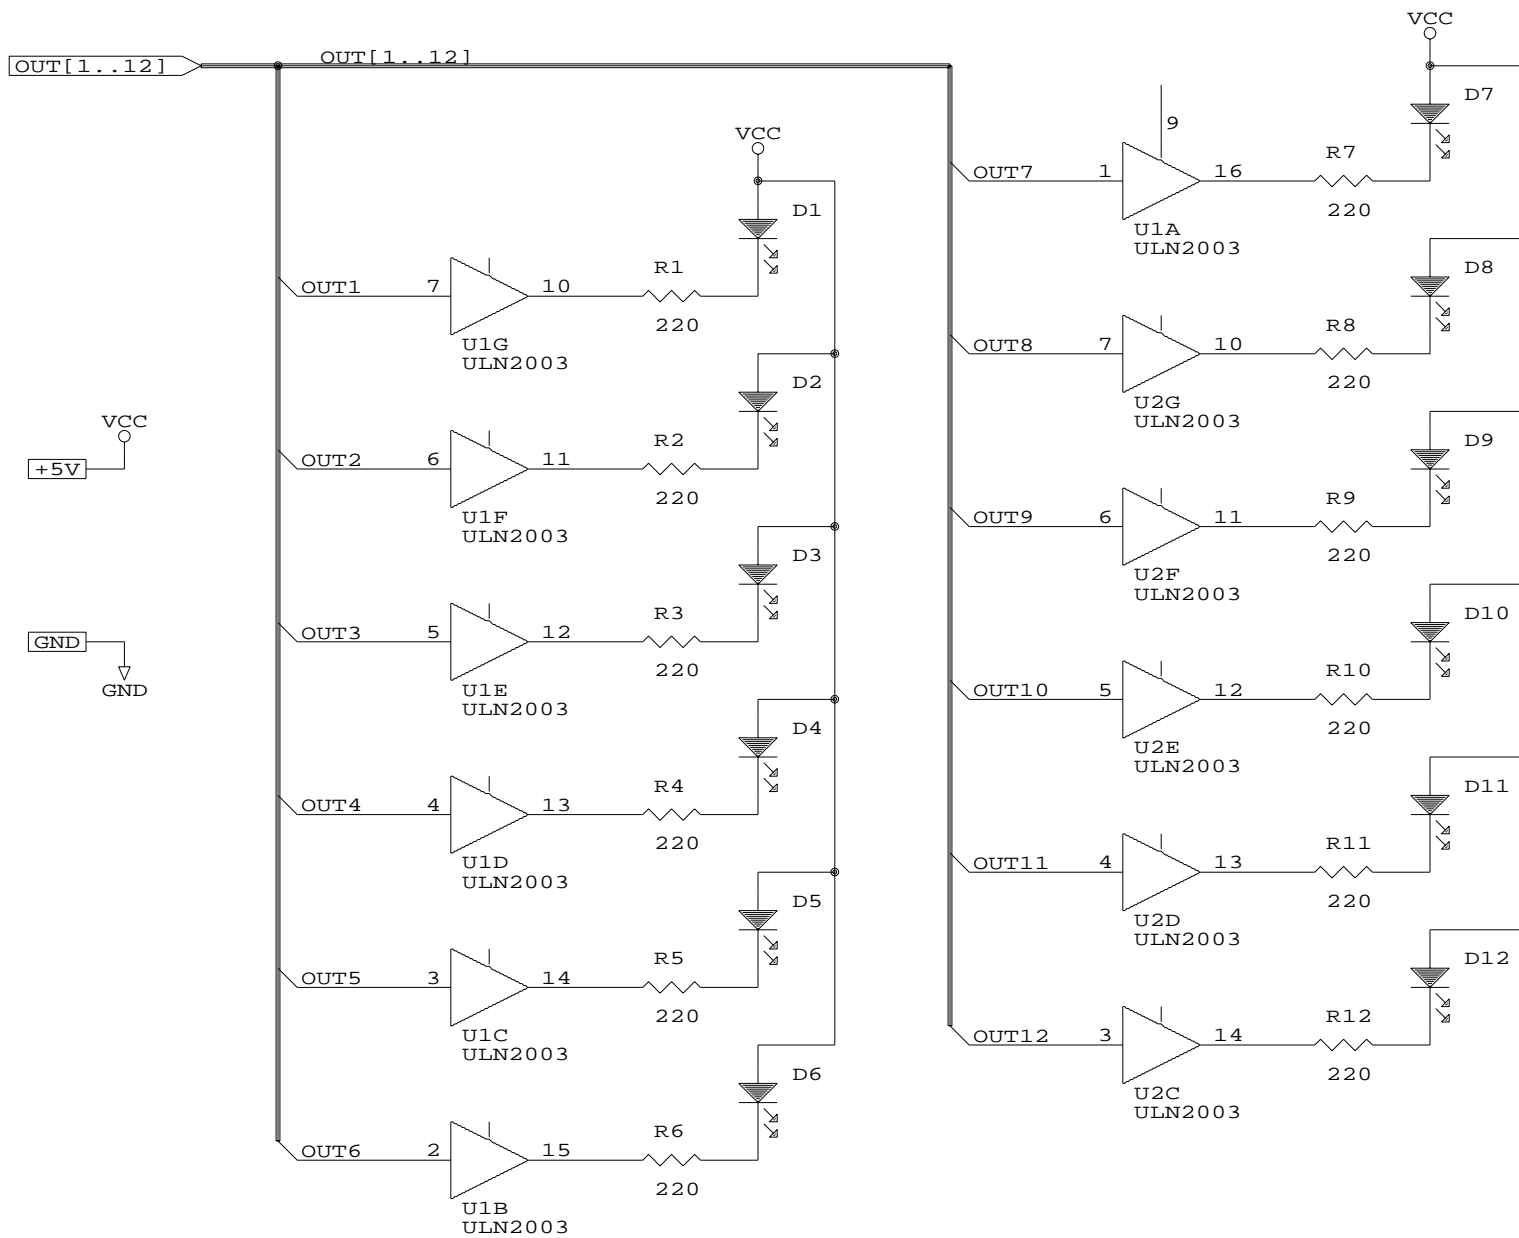 OUT[1..12]
OUT[1..12]
VCC
D1
OUT1 7 10 R1
220
U1G
ULN2003
D2
OUT2 6 11 R2
220
U1F
ULN2003
D3
OUT3 5 12 R3
220
U1E
ULN2003
D4
OUT4 4 13 R4
220
U1D
ULN2003
D5
OUT5 3 14 R5
220
U1C
ULN2003
D6
OUT6 2 15 R6
220
U1B
ULN2003
VCC
+5V
GND
GND
VCC
D7
9
OUT7 1 16 R7
220
U1A
ULN2003
D8
OUT8 7 10 R8
220
U2G
ULN2003
D9
OUT9 6 11 R9
220
U2F
ULN2003
D10
OUT10 5 12 R10
220
U2E
ULN2003
D11
OUT11 4 13 R11
220
U2D
ULN2003
D12
OUT12 3 14 R12
220
U2C
ULN2003